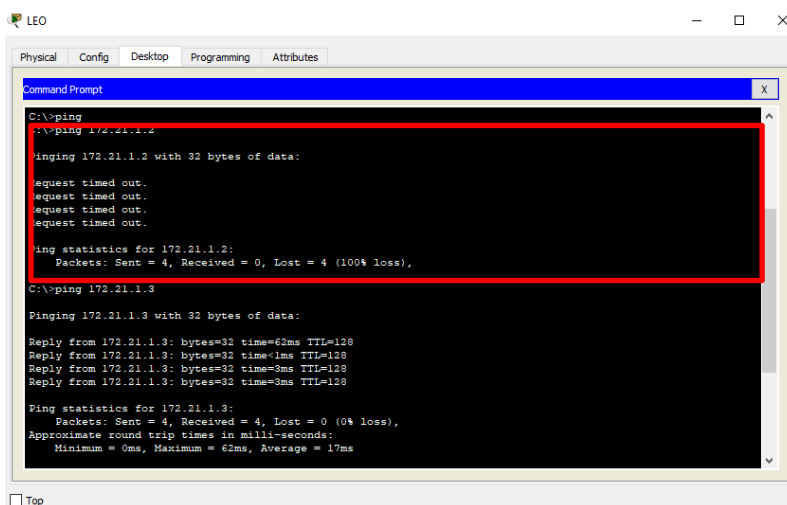 LEO
Physical Config Desktop Programming Attributes
Command Prompt
X
C:\>ping
C:\>ping 172.21.1.2
Pinging 172.21.1.2 with 32 bytes of data:
Request timed out.
Request timed out.
Request timed out.
Request timed out.
Ping statistics for 172.21.1.2:
Packets: Sent = 4, Received = 0, Lost = 4 (100% loss),
C:\>ping 172.21.1.3
Pinging 172.21.1.3 with 32 bytes of data:
Reply from 172.21.1.3: bytes=32 time=62ms TTL=128
Reply from 172.21.1.3: bytes=32 time<1ms TTL=128
Reply from 172.21.1.3: bytes=32 time=3ms TTL=128
Reply from 172.21.1.3: bytes=32 time=3ms TTL=128
Ping statistics for 172.21.1.3:
Packets: Sent = 4, Received = 4, Lost = 0 (0% loss),
Approximate round trip times in milli-seconds:
Minimum = 0ms, Maximum = 62ms, Average = 17ms
Top